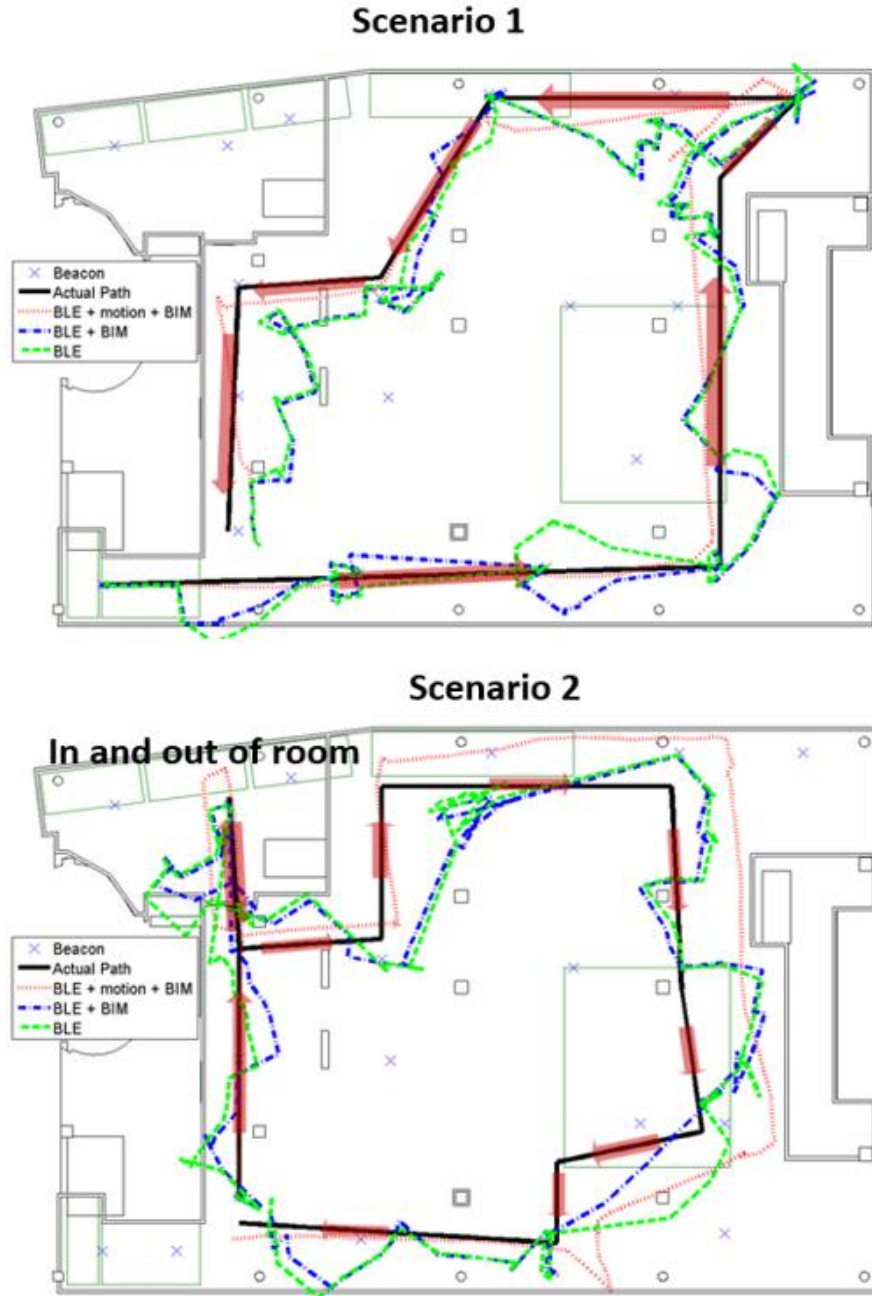 Scenario 1
Beacon
Actual Path
BLE + motion + BIM
BLE + BIM
BLE
Scenario 2
In and out of room
Beacon
Actual Path
BLE + motion + BIM
BLE + BIM
BLE